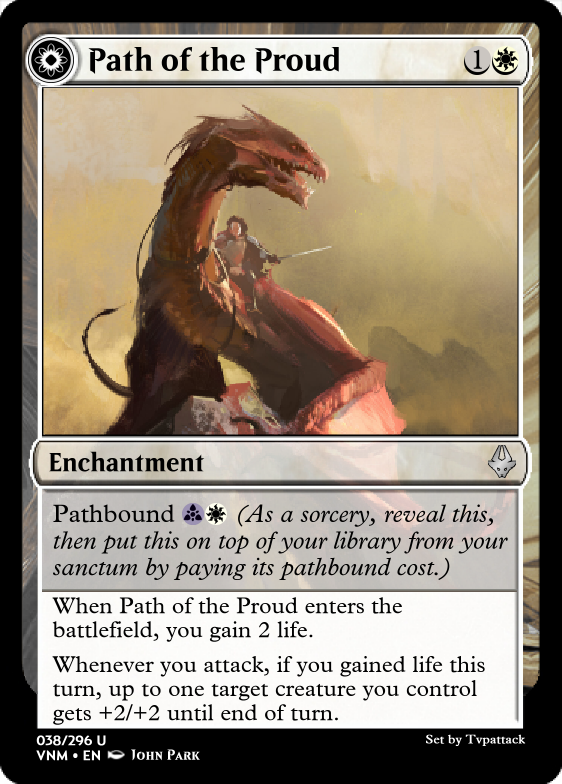 Path of the Proud 1
Enchantment
Pathbound (As a sorcery, reveal this,
then put this on top of your library from your
sanctum by paying its pathbound cost.)
When Path of the Proud enters the
battlefield, you gain 2 life.
Whenever you attack, if you gained life this
turn, up to one target creature you control
gets +2/+2 until end of turn.
038/296 U
VNM • EN John Park
Set by Tvpattack